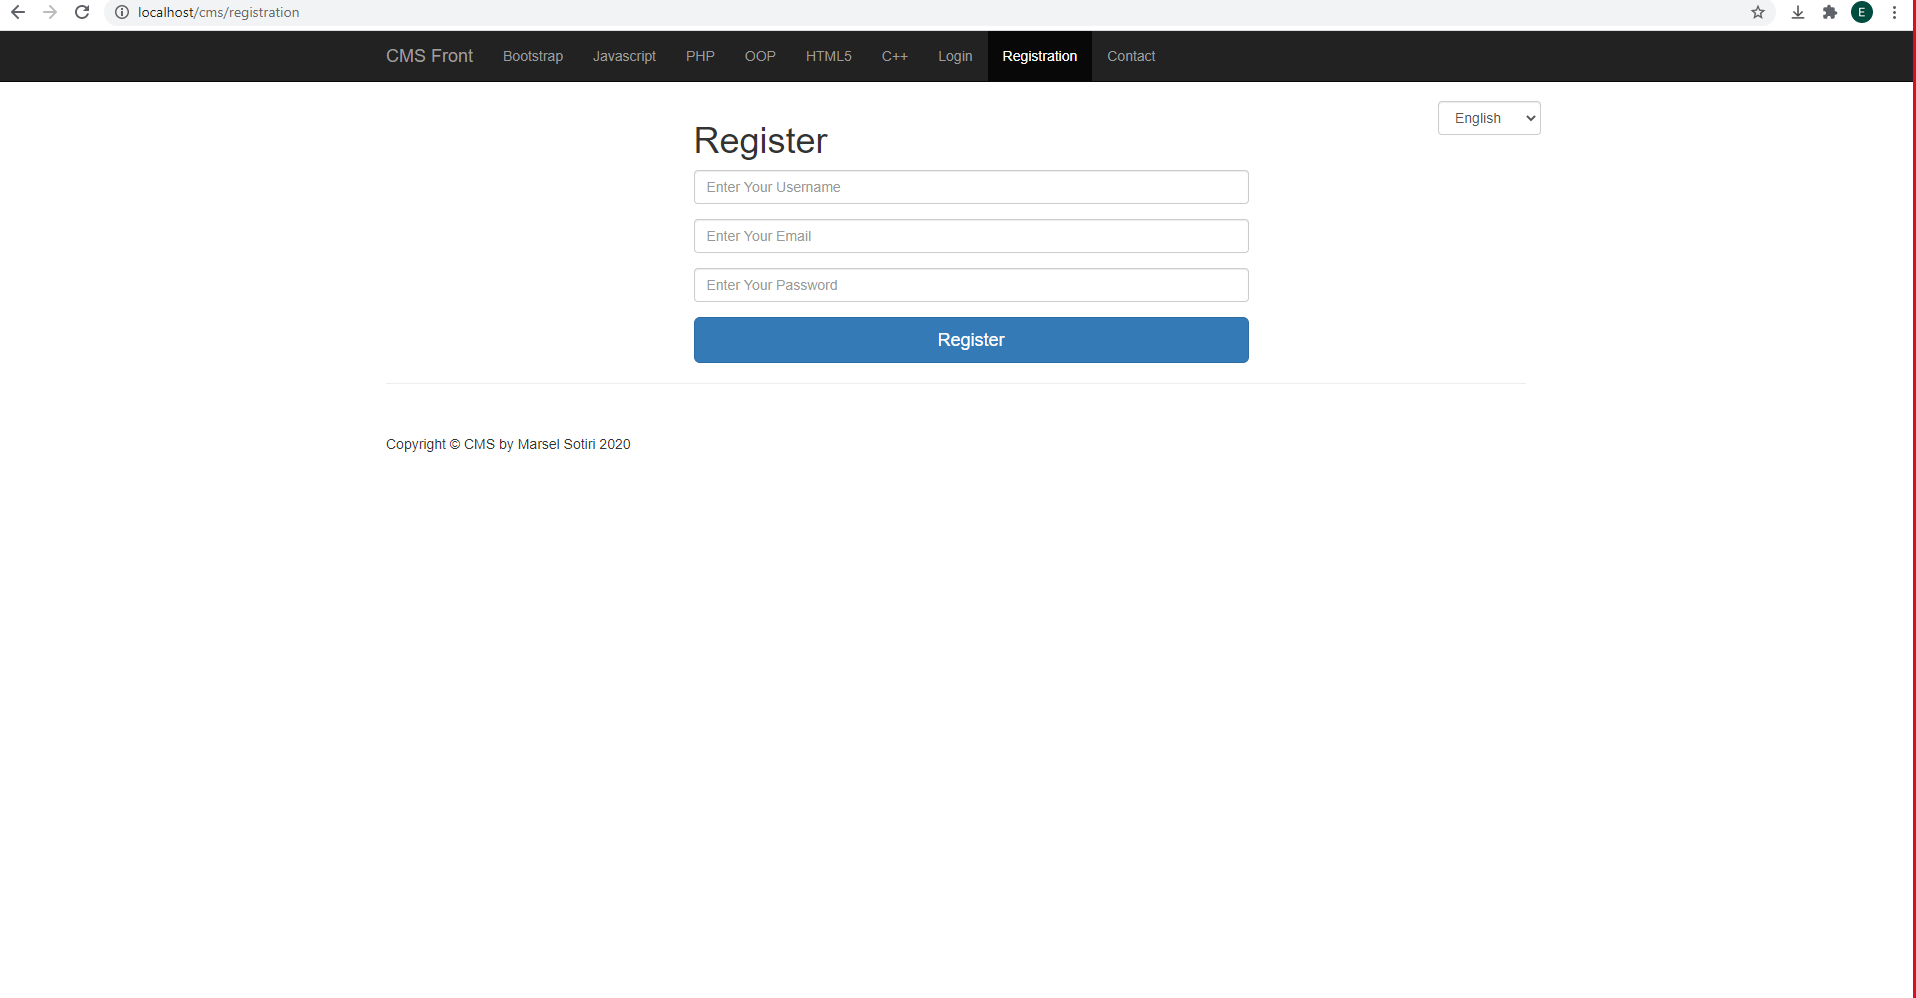 localhost/cms/registration
E
CMS Front Bootstrap Javascript PHP OOP HTML5 C++ Login Registration Contact
English
Register
Enter Your Username
Enter Your Email
Enter Your Password
Register
Copyright © CMS by Marsel Sotiri 2020